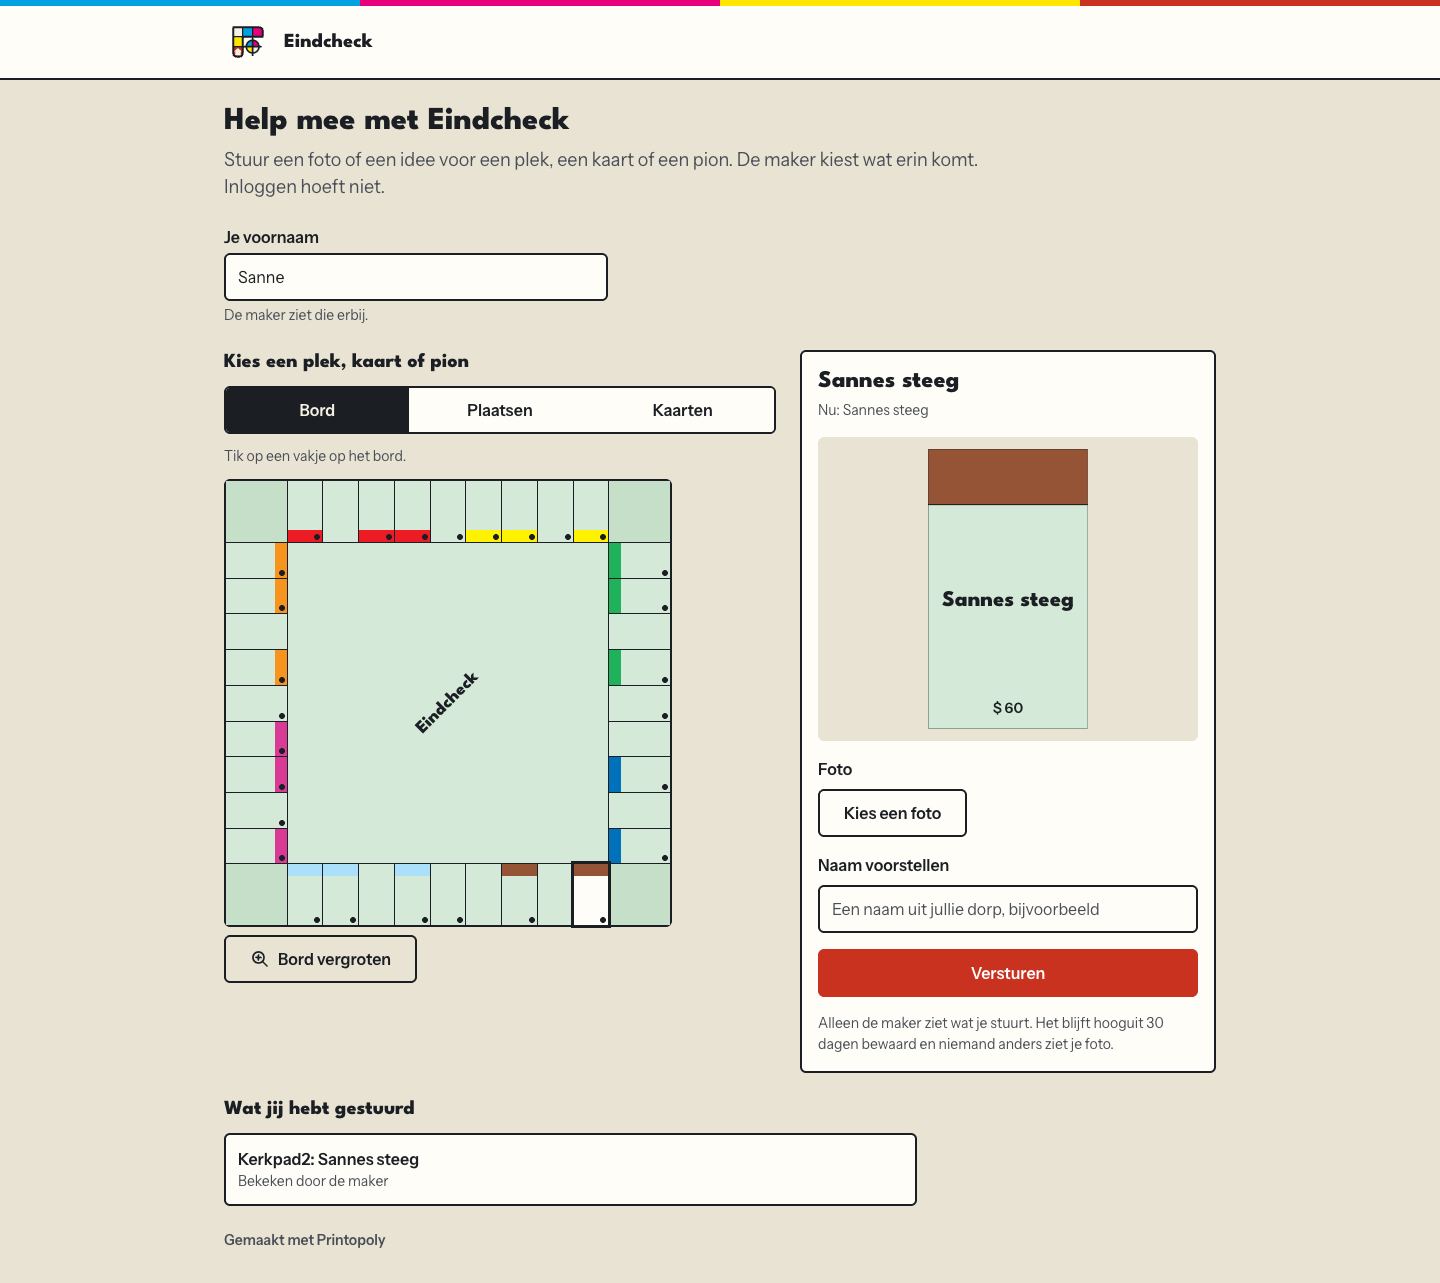 Eindcheck
Help mee met Eindcheck
Stuur een foto of een idee voor een plek, een kaart of een pion. De maker kiest wat erin komt.
Inloggen hoeft niet.
Je voornaam
Sanne
De maker ziet die erbij.
Kies een plek, kaart of pion
Bord
Plaatsen
Kaarten
Tik op een vakje op het bord.
Eindcheck
Bord vergroten
Sannes steeg
Nu: Sannes steeg
Sannes steeg
$ 60
Foto
Kies een foto
Naam voorstellen
Een naam uit jullie dorp, bijvoorbeeld
Versturen
Alleen de maker ziet wat je stuurt. Het blijft hooguit 30
dagen bewaard en niemand anders ziet je foto.
Wat jij hebt gestuurd
Kerkpad2: Sannes steeg
Bekeken door de maker
Gemaakt met Printopoly